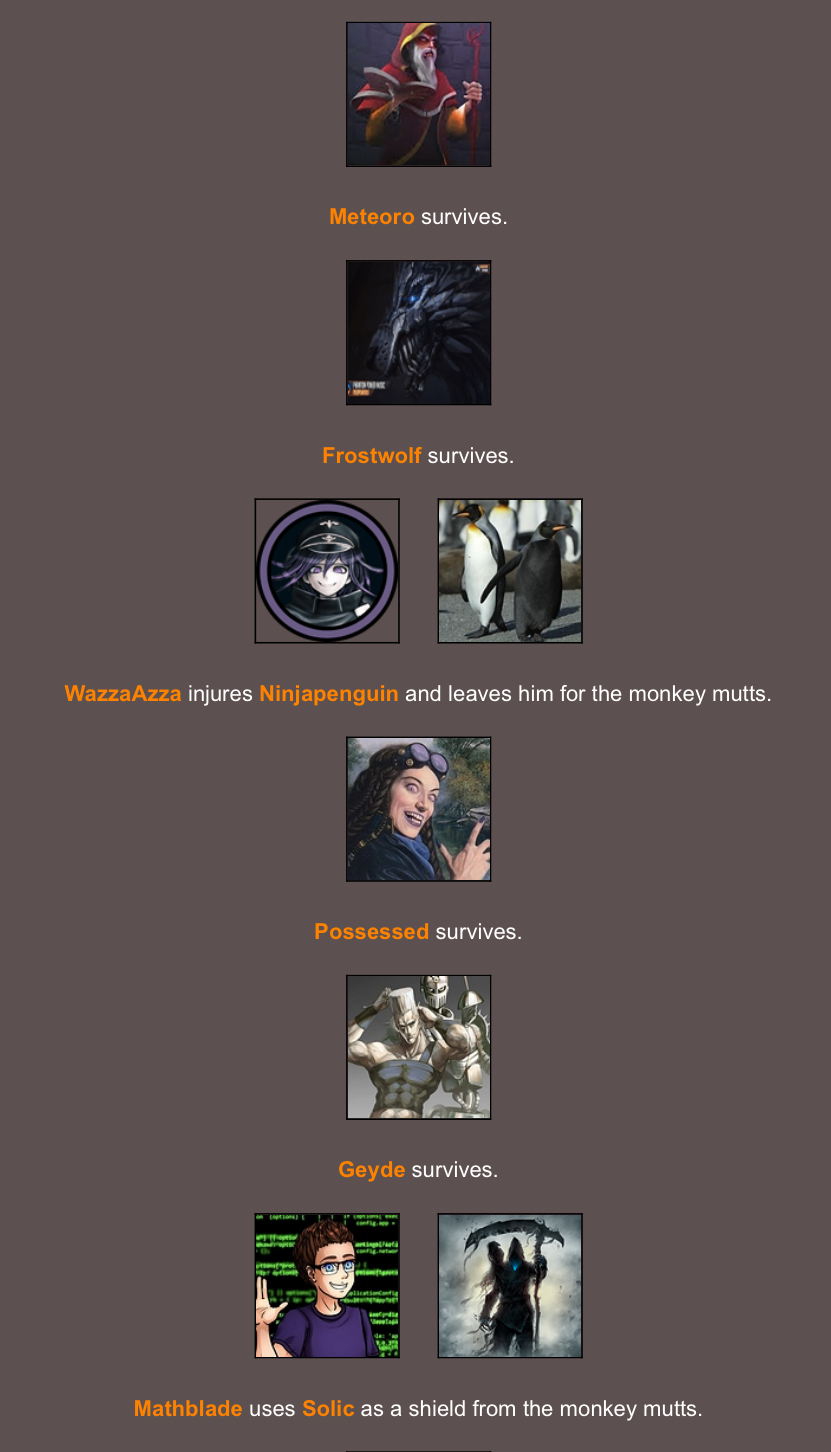 Meteoro survives.
Frostwolf survives.
WazzaAzza injures Ninjapenguin and leaves him for the monkey mutts.
Possessed survives.
Geyde survives.
Mathblade uses Solic as a shield from the monkey mutts.